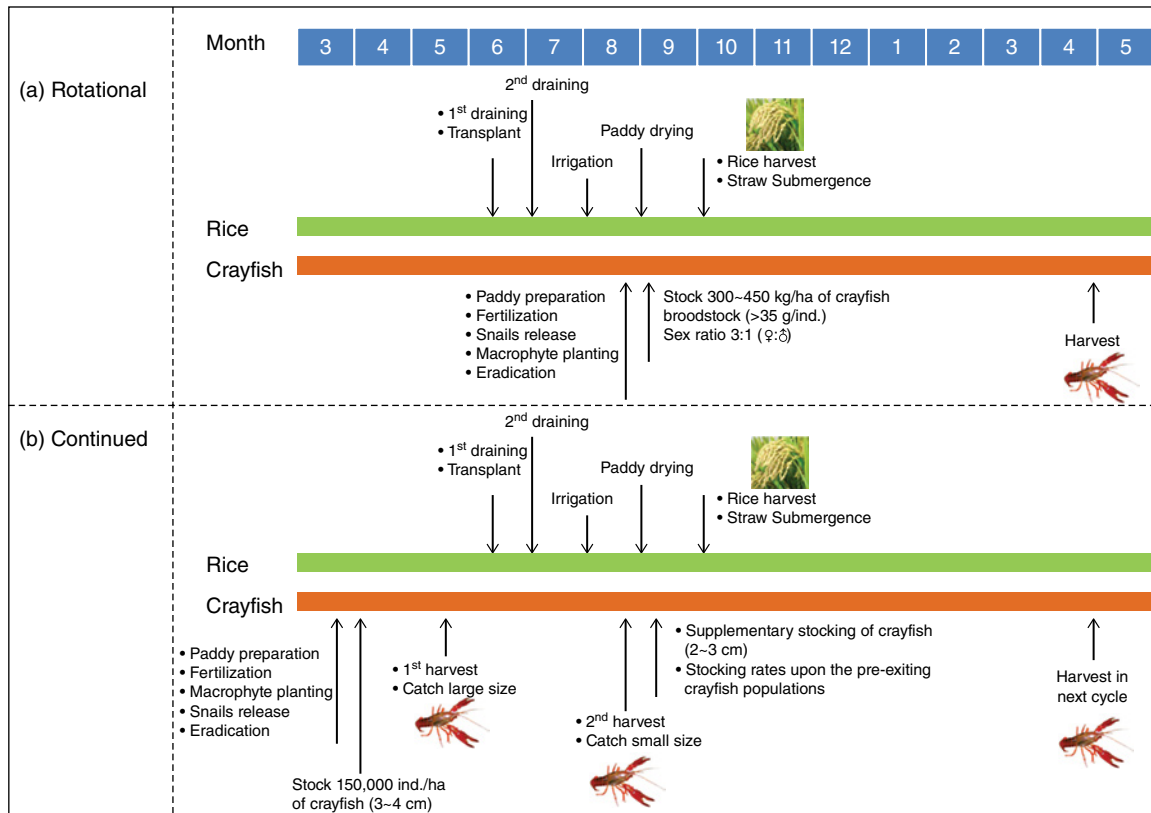 Month
3 4 5 6 7 8 9 10 11 12 1 2 3 4 5
(a) Rotational
2nd draining
• 1st draining
• Transplant
Irrigation
Paddy drying
• Rice harvest
• Straw Submergence
Rice
Crayfish
• Paddy preparation
• Fertilization
• Snails release
• Macrophyte planting
• Eradication
Stock 300~450 kg/ha of crayfish
broodstock (>35 g/ind.)
Sex ratio 3:1 (♀:♂)
Harvest
(b) Continued
2nd draining
• 1st draining
• Transplant
Irrigation
Paddy drying
• Rice harvest
• Straw Submergence
Rice
Crayfish
• Paddy preparation
• Fertilization
• Macrophyte planting
• Snails release
• Eradication
Stock 150,000 ind./ha
of crayfish (3~4 cm)
• 1st harvest
• Catch large size
• 2nd harvest
• Catch small size
• Supplementary stocking of crayfish
(2~3 cm)
• Stocking rates upon the pre-exiting
crayfish populations
Harvest in
next cycle